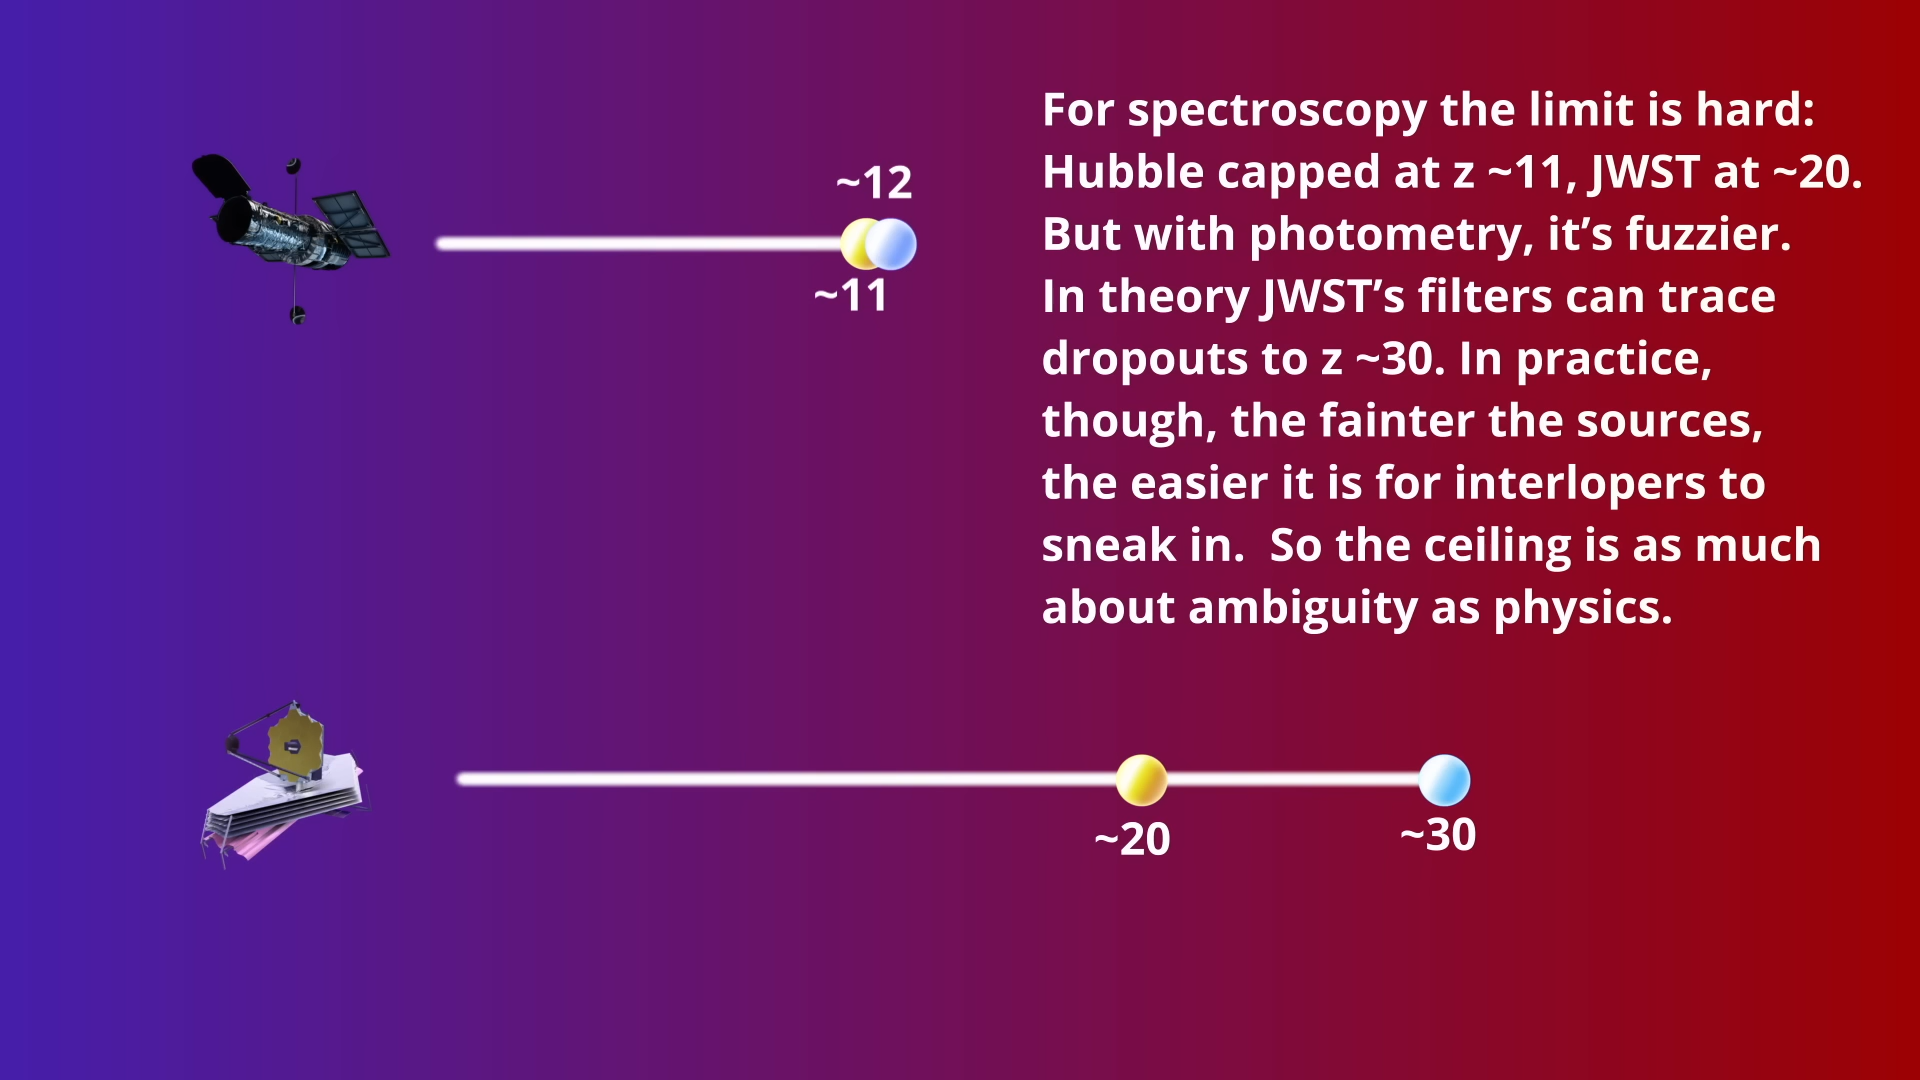 ~12
~11
For spectroscopy the limit is hard:
Hubble capped at z ~11, JWST at ~20.
But with photometry, it’s fuzzier.
In theory JWST’s filters can trace
dropouts to z ~30. In practice,
though, the fainter the sources,
the easier it is for interlopers to
sneak in.  So the ceiling is as much
about ambiguity as physics.
~20
~30